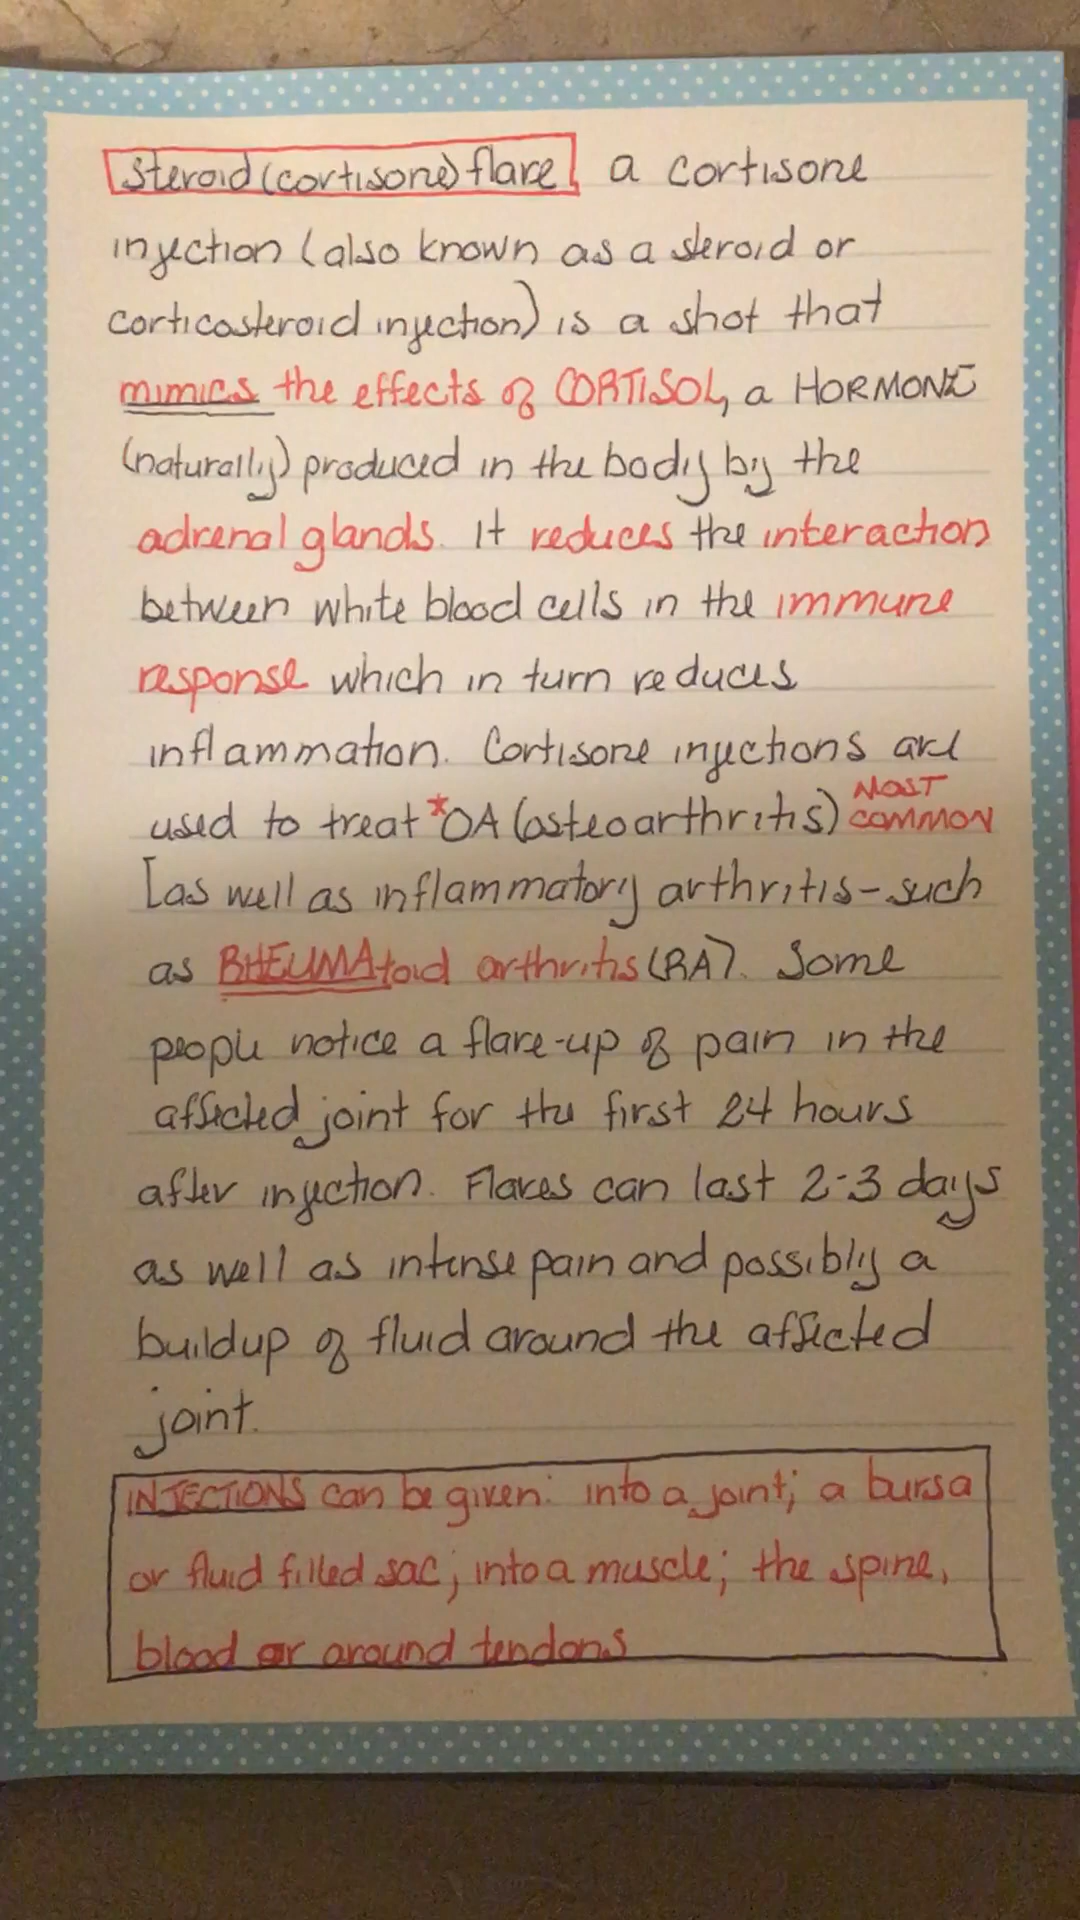 steroid (cortisone) flare a cortisone
injection (also known as a steroid or
corticosteroid injection) is a shot that
mimics the effects of CORTISOL, a HORMONE
(naturally) produced in the body by the
adrenal glands. It reduces the interaction
between white blood cells in the immune
response which in turn reduces
inflammation. Cortisone injections are
used to treat *OA (osteoarthritis) MOST COMMON
[as well as inflammatory arthritis-such
as RHEUMAtoid arthritis (RA). Some
people notice a flare-up of pain in the
affected joint for the first 24 hours
after injection. Flares can last 2-3 days
as well as intense pain and possibly a
buildup of fluid around the affected
joint.
INJECTIONS can be given: into a joint; a bursa
or fluid filled sac; into a muscle; the spine,
blood or around tendons